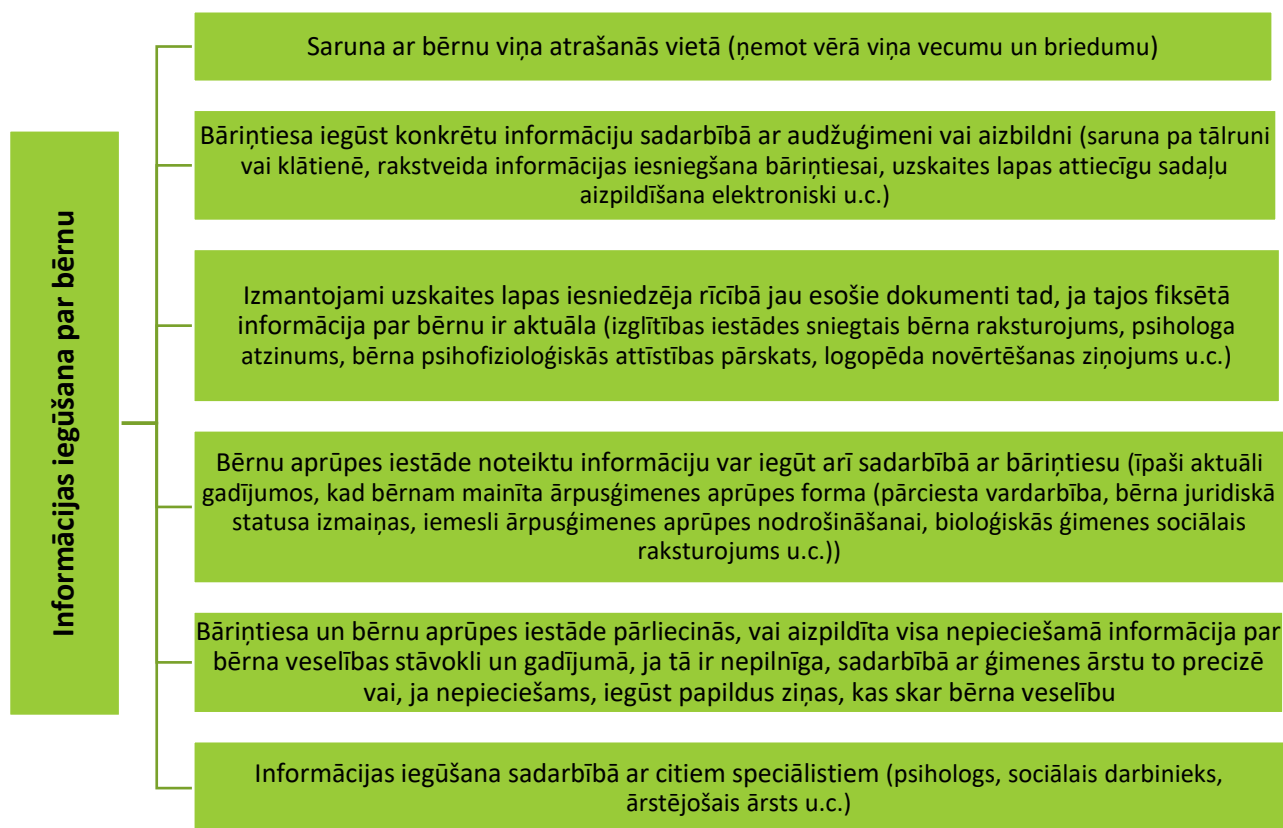 Informācijas iegūšana par bērnu
Saruna ar bērnu viņa atrašanās vietā (ņemot vērā viņa vecumu un briedumu)
Bāriņtiesa iegūst konkrētu informāciju sadarbībā ar audžuģimeni vai aizbildni (saruna pa tālruni
vai klātienē, rakstveida informācijas iesniegšana bāriņtiesai, uzskaites lapas attiecīgu sadaļu
aizpildīšana elektroniski u.c.)
Izmantojami uzskaites lapas iesniedzēja rīcībā jau esošie dokumenti tad, ja tajos fiksētā
informācija par bērnu ir aktuāla (izglītības iestādes sniegtais bērna raksturojums, psihologa
atzinums, bērna psihofizioloģiskās attīstības pārskats, logopēda novērtēšanas ziņojums u.c.)
Bērnu aprūpes iestāde noteiktu informāciju var iegūt arī sadarbībā ar bāriņtiesu (īpaši aktuāli
gadījumos, kad bērnam mainīta ārpusģimenes aprūpes forma (pārciesta vardarbība, bērna juridiskā
statusa izmaiņas, iemesli ārpusģimenes aprūpes nodrošināšanai, bioloģiskās ģimenes sociālais
raksturojums u.c.))
Bāriņtiesa un bērnu aprūpes iestāde pārliecinās, vai aizpildīta visa nepieciešamā informācija par
bērna veselības stāvokli un gadījumā, ja tā ir nepilnīga, sadarbībā ar ģimenes ārstu to precizē
vai, ja nepieciešams, iegūst papildus ziņas, kas skar bērna veselību
Informācijas iegūšana sadarbībā ar citiem speciālistiem (psihologs, sociālais darbinieks,
ārstējošais ārsts u.c.)